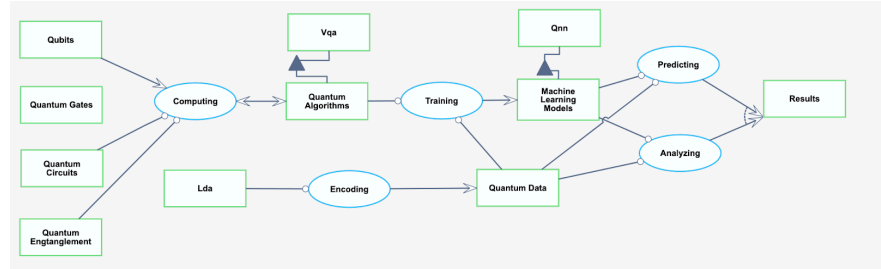 Qubits
Vqa
Qnn
Predicting
Quantum Gates
Computing
Quantum
Algorithms
Training
Machine
Learning
Models
Results
Quantum
Circuits
Lda
Encoding
Quantum Data
Analyzing
Quantum
Engtanglement